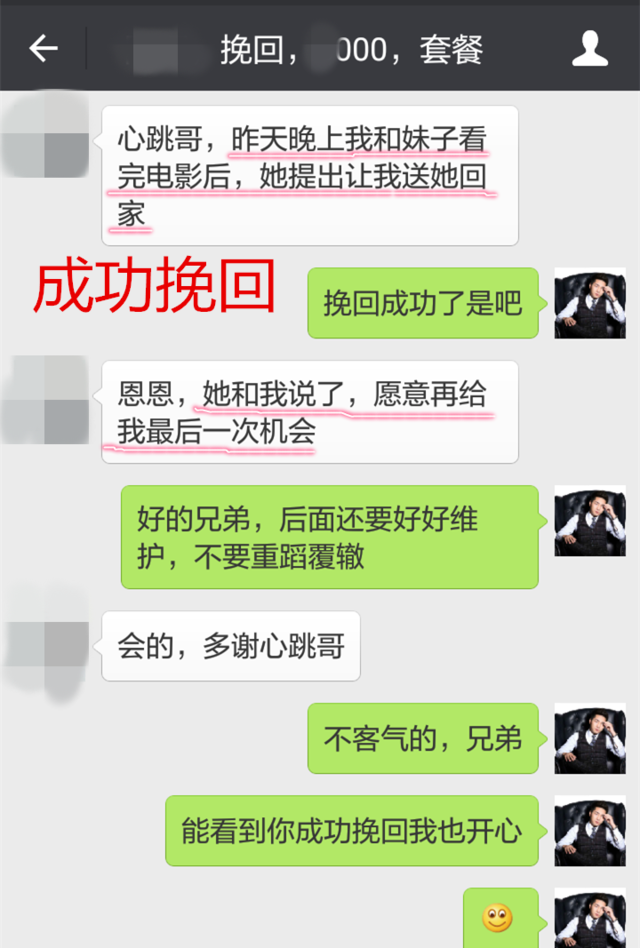 挽回，000，套餐
心跳哥，昨天晚上我和妹子看
完电影后，她提出让我送她回
家
成功挽回
挽回成功了是吧
恩恩，她和我说了，愿意再给
我最后一次机会
好的兄弟，后面还要好好维
护，不要重蹈覆辙
会的，多谢心跳哥
不客气的，兄弟
能看到你成功挽回我也开心